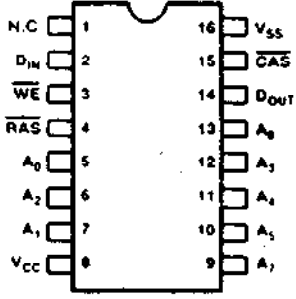 N.C 1 16 VSS
DIN 2 15 CAS
WE 3 14 DOUT
RAS 4 13 A8
A0 5 12 A3
A2 6 11 A4
A1 7 10 A5
VCC 8 9 A7